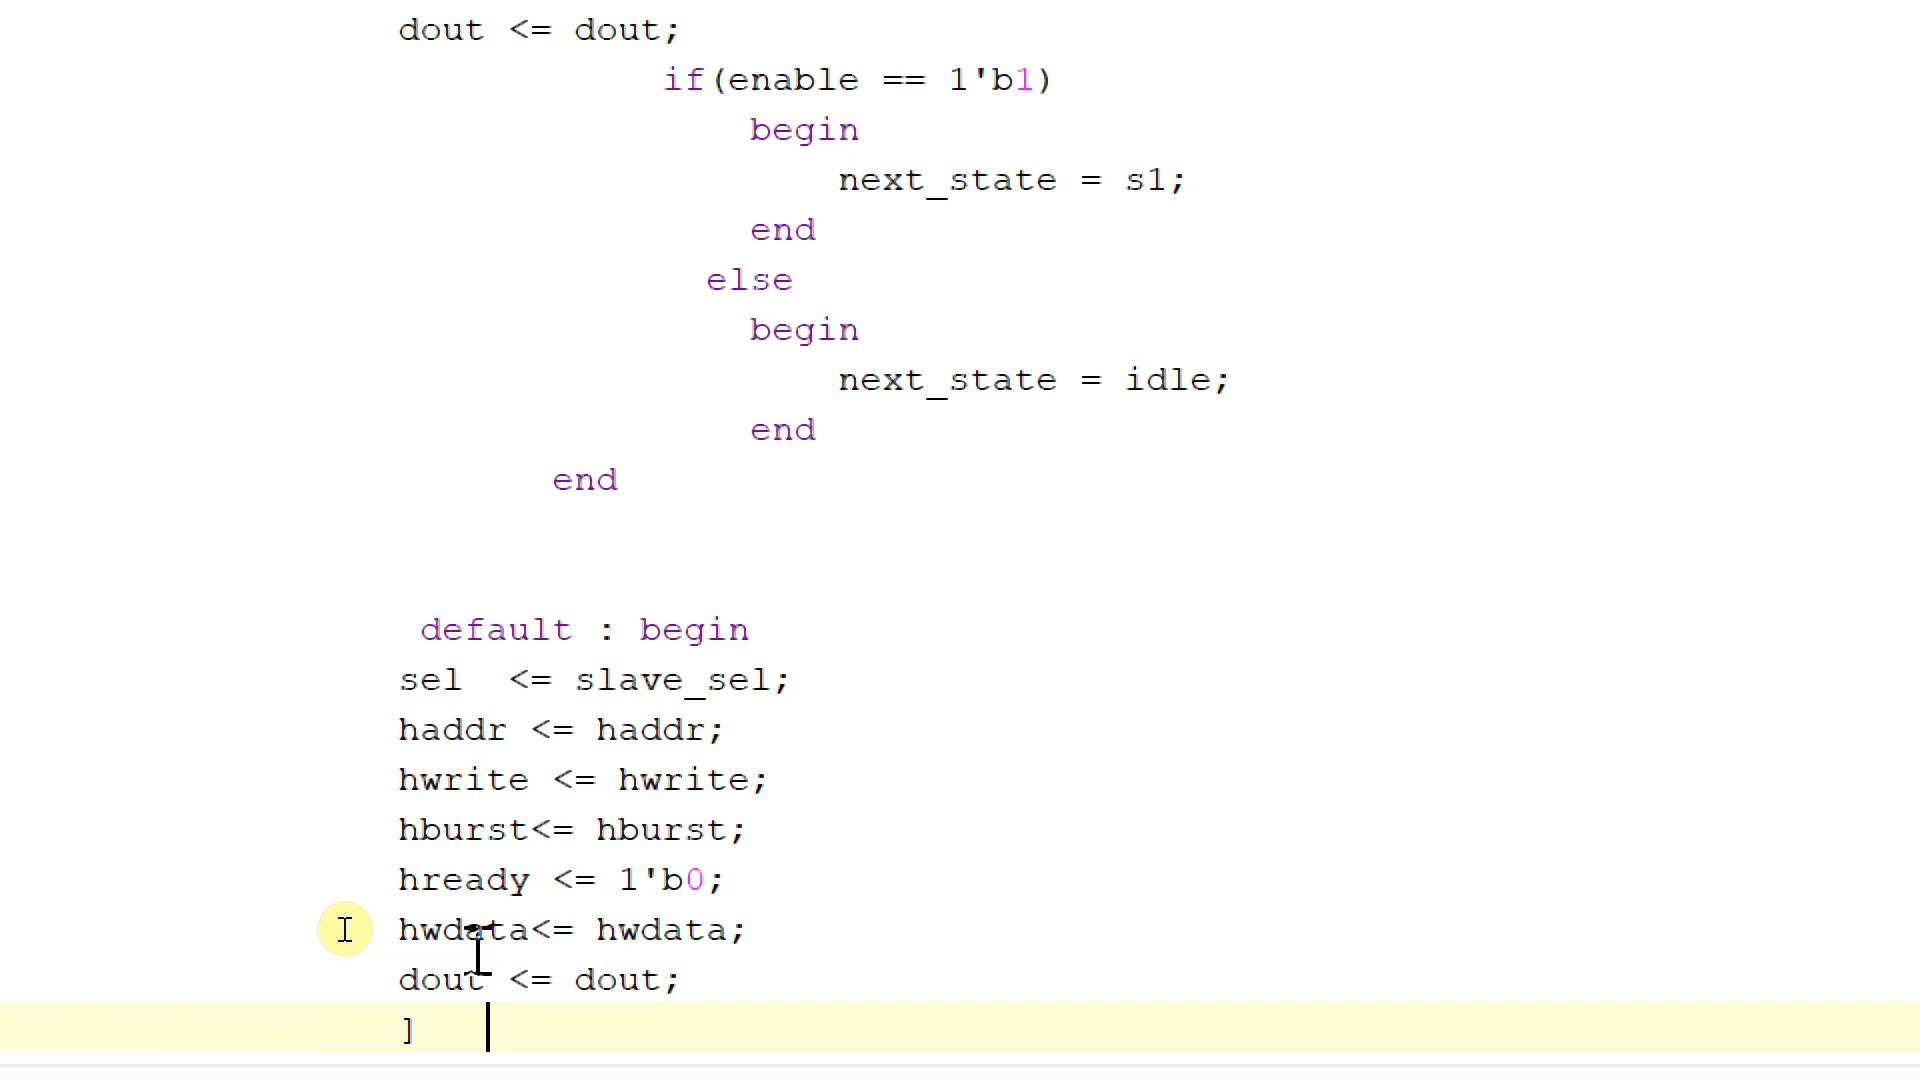 dout <= dout;
if(enable == 1'b1)
begin
next_state = s1;
end
else
begin
next_state = idle;
end
end
default : begin
sel  <= slave_sel;
haddr <= haddr;
hwrite <= hwrite;
hburst<= hburst;
hready <= 1'b0;
hwdata<= hwdata;
dout <= dout;
]